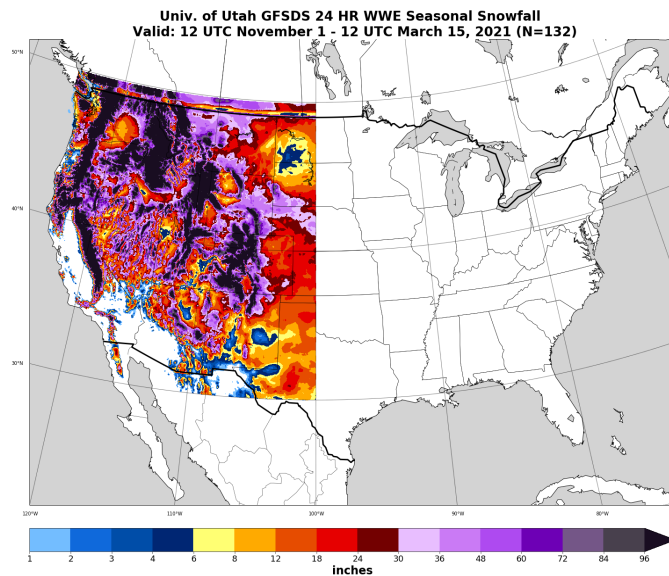 Univ. of Utah GFSDS 24 HR WWE Seasonal Snowfall
Valid: 12 UTC November 1 - 12 UTC March 15, 2021 (N=132)
50°N
40°N
30°N
120°W 110°W 100°W 90°W 80°W
1 2 3 4 6 8 12 18 24 30 36 48 60 72 84 96
inches